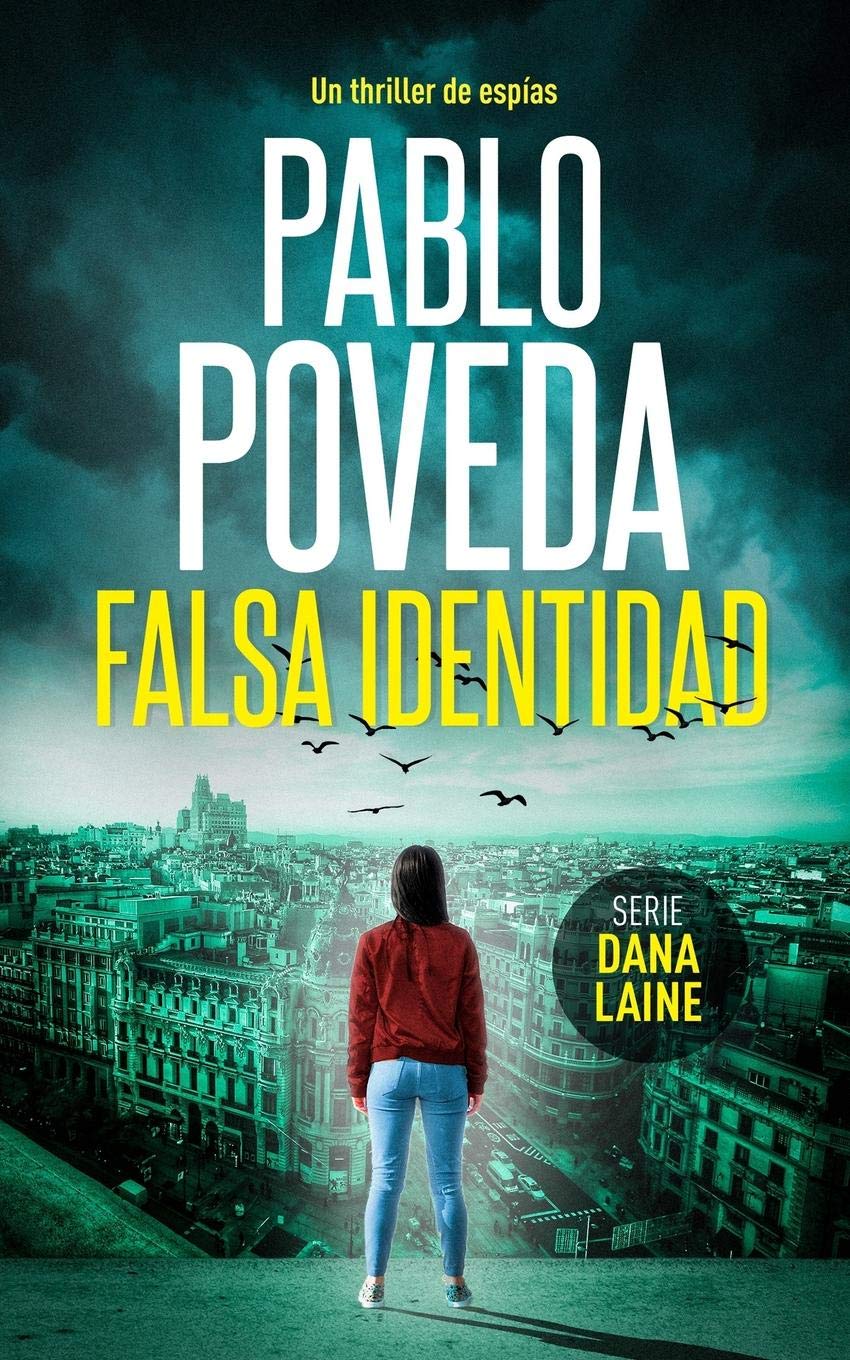 Un thriller de espías
PABLO
POVEDA
FALSA IDENTIDAD
SERIE
DANA
LAINE